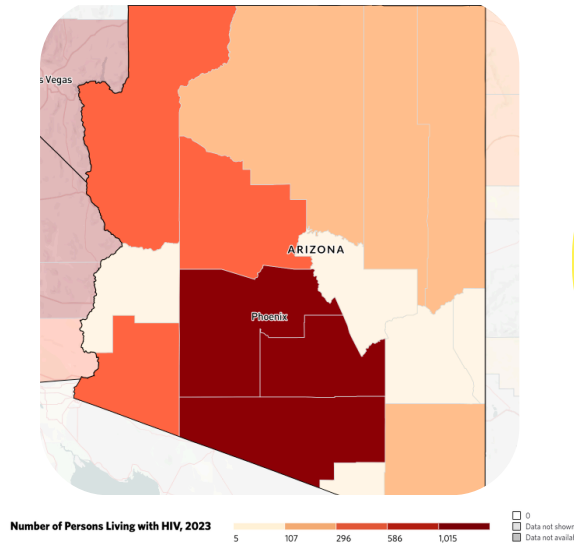 s Vegas
ARIZONA
Phoenix
Number of Persons Living with HIV, 2023
5 107 296 586 1,015
0
Data not shown
Data not availal